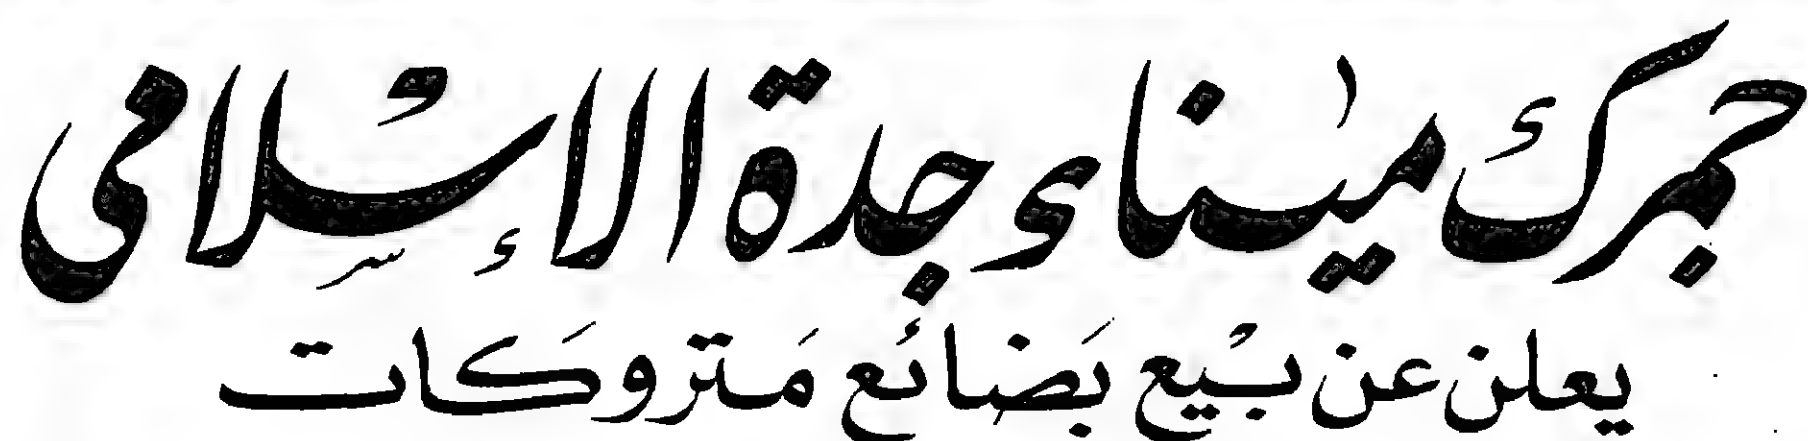 جمرك ميناء جدة الإسلامي
يعلن عن بيع بضائع متروكات